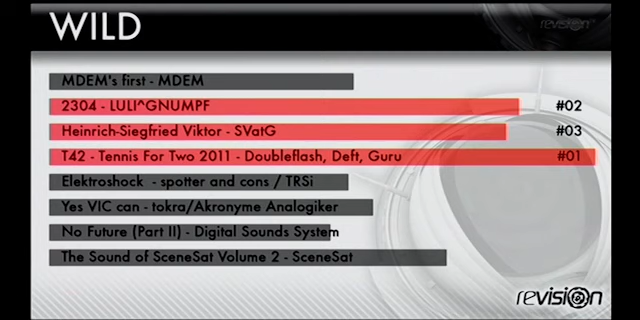 WILD
revision
MDEM's first - MDEM
2304 - LULI^GNUMPF #02
Heinrich-Siegfried Viktor - SVatG #03
T42 - Tennis For Two 2011 - Doubleflash, Deft, Guru #01
Elektroshock - spotter and cons / TRSi
Yes VIC can - tokra/Akronyme Analogiker
No Future (Part II) - Digital Sounds System
The Sound of SceneSat Volume 2 - SceneSat
revision